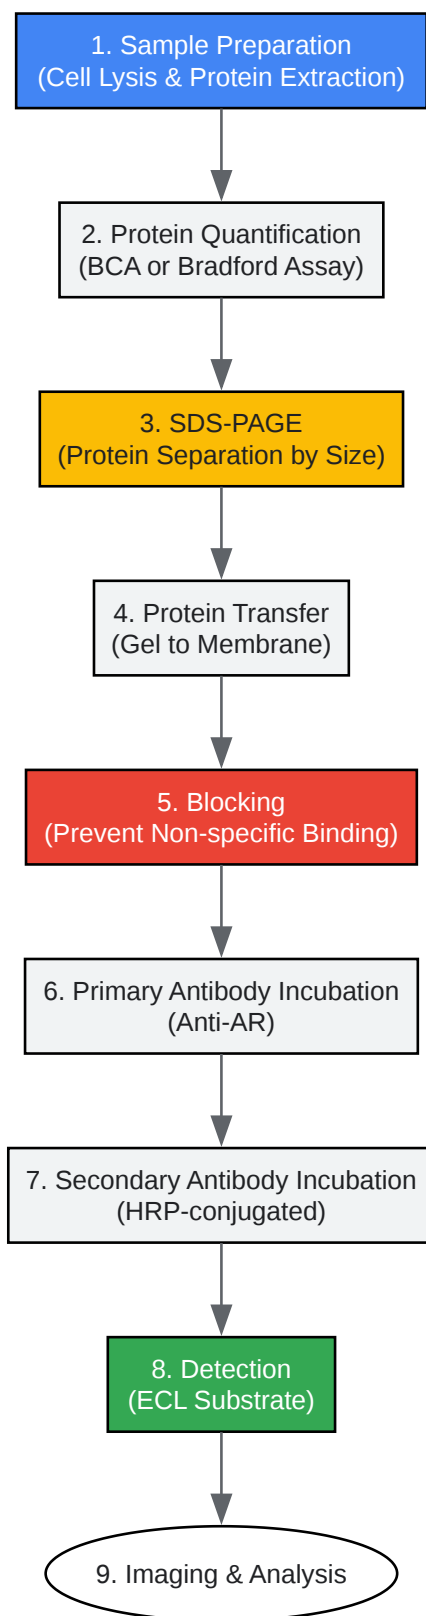 1. Sample Preparation
(Cell Lysis & Protein Extraction)
2. Protein Quantification
(BCA or Bradford Assay)
3. SDS-PAGE
(Protein Separation by Size)
4. Protein Transfer
(Gel to Membrane)
5. Blocking
(Prevent Non-specific Binding)
6. Primary Antibody Incubation
(Anti-AR)
7. Secondary Antibody Incubation
(HRP-conjugated)
8. Detection
(ECL Substrate)
9. Imaging & Analysis